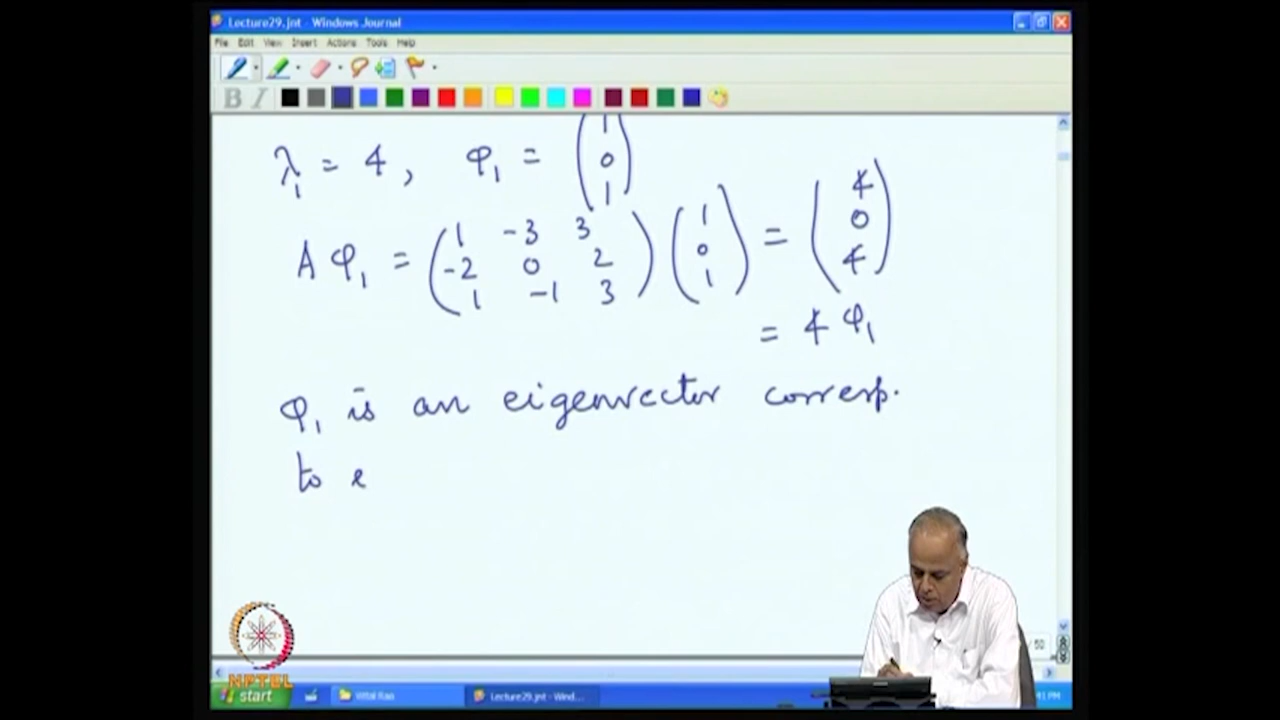 Lecture29.jnt - Windows Journal
File Edit View Insert Actions Tools Help
B I
λ₁ = 4, φ₁ = (1 0 1)
A φ₁ = (1 -3 3
-2 0 2
1 -1 3) (1 0 1) = (4 0 4)
= 4 φ₁
φ₁ is an eigenvector corresp.
to e
NPTEL
start Lecture29.jnt - Wind...